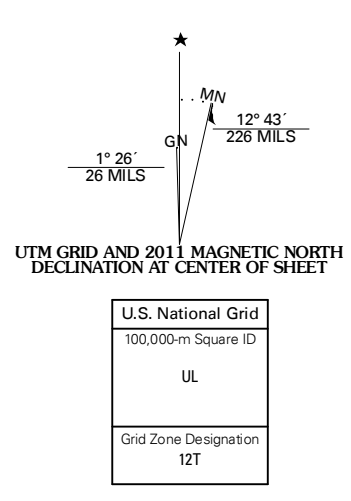 ★
MN
GN
12° 43´
226 MILS
1° 26´
26 MILS
UTM GRID AND 2011 MAGNETIC NORTH
DECLINATION AT CENTER OF SHEET
U.S. National Grid
100,000-m Square ID
UL
Grid Zone Designation
12T